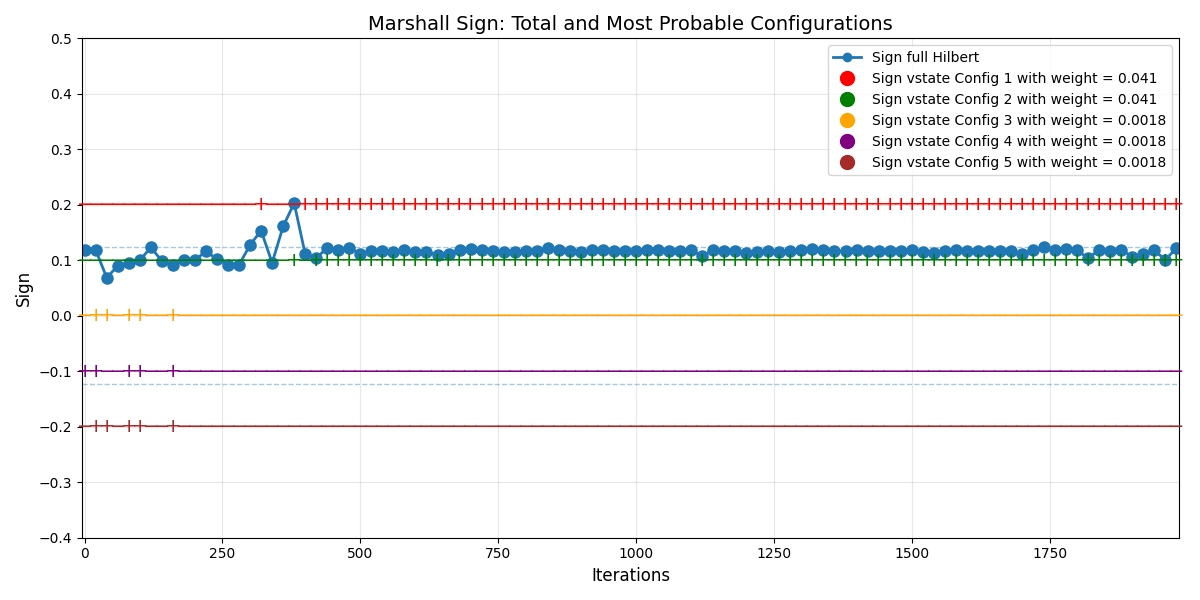 Marshall Sign: Total and Most Probable Configurations
Sign full Hilbert
Sign vstate Config 1 with weight = 0.041
Sign vstate Config 2 with weight = 0.041
Sign vstate Config 3 with weight = 0.0018
Sign vstate Config 4 with weight = 0.0018
Sign vstate Config 5 with weight = 0.0018
Sign
0.5
0.4
0.3
0.2
0.1
0.0
−0.1
−0.2
−0.3
−0.4
0 250 500 750 1000 1250 1500 1750
Iterations